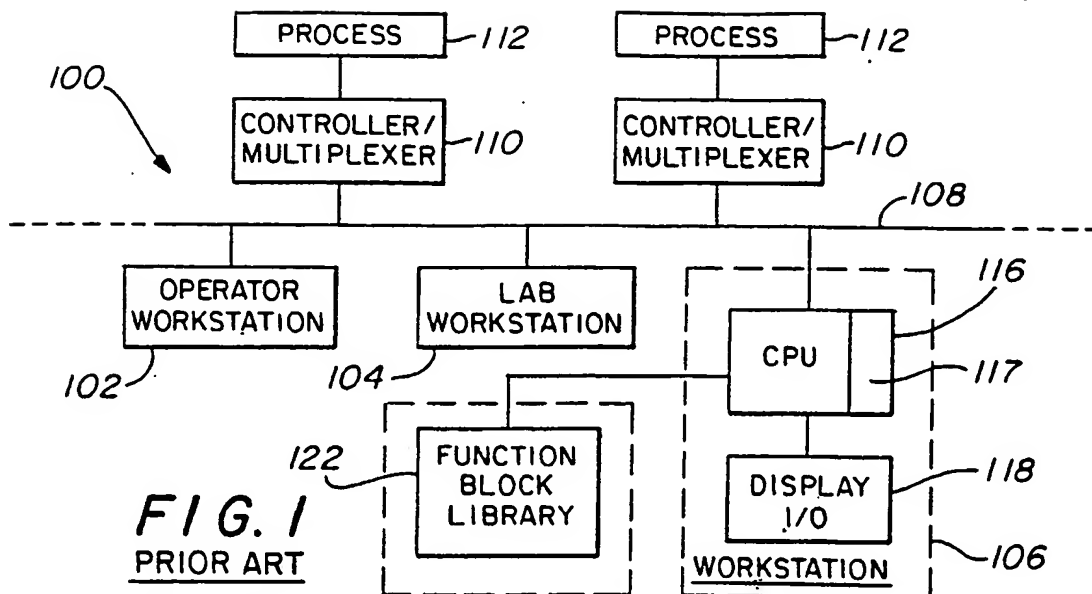 PROCESS
112
PROCESS
112
100
CONTROLLER/
MULTIPLEXER
110
CONTROLLER/
MULTIPLEXER
110
108
OPERATOR
WORKSTATION
102
LAB
WORKSTATION
104
CPU
116
117
122
FUNCTION
BLOCK
LIBRARY
DISPLAY
I/O
118
WORKSTATION
106
FIG. 1
PRIOR ART